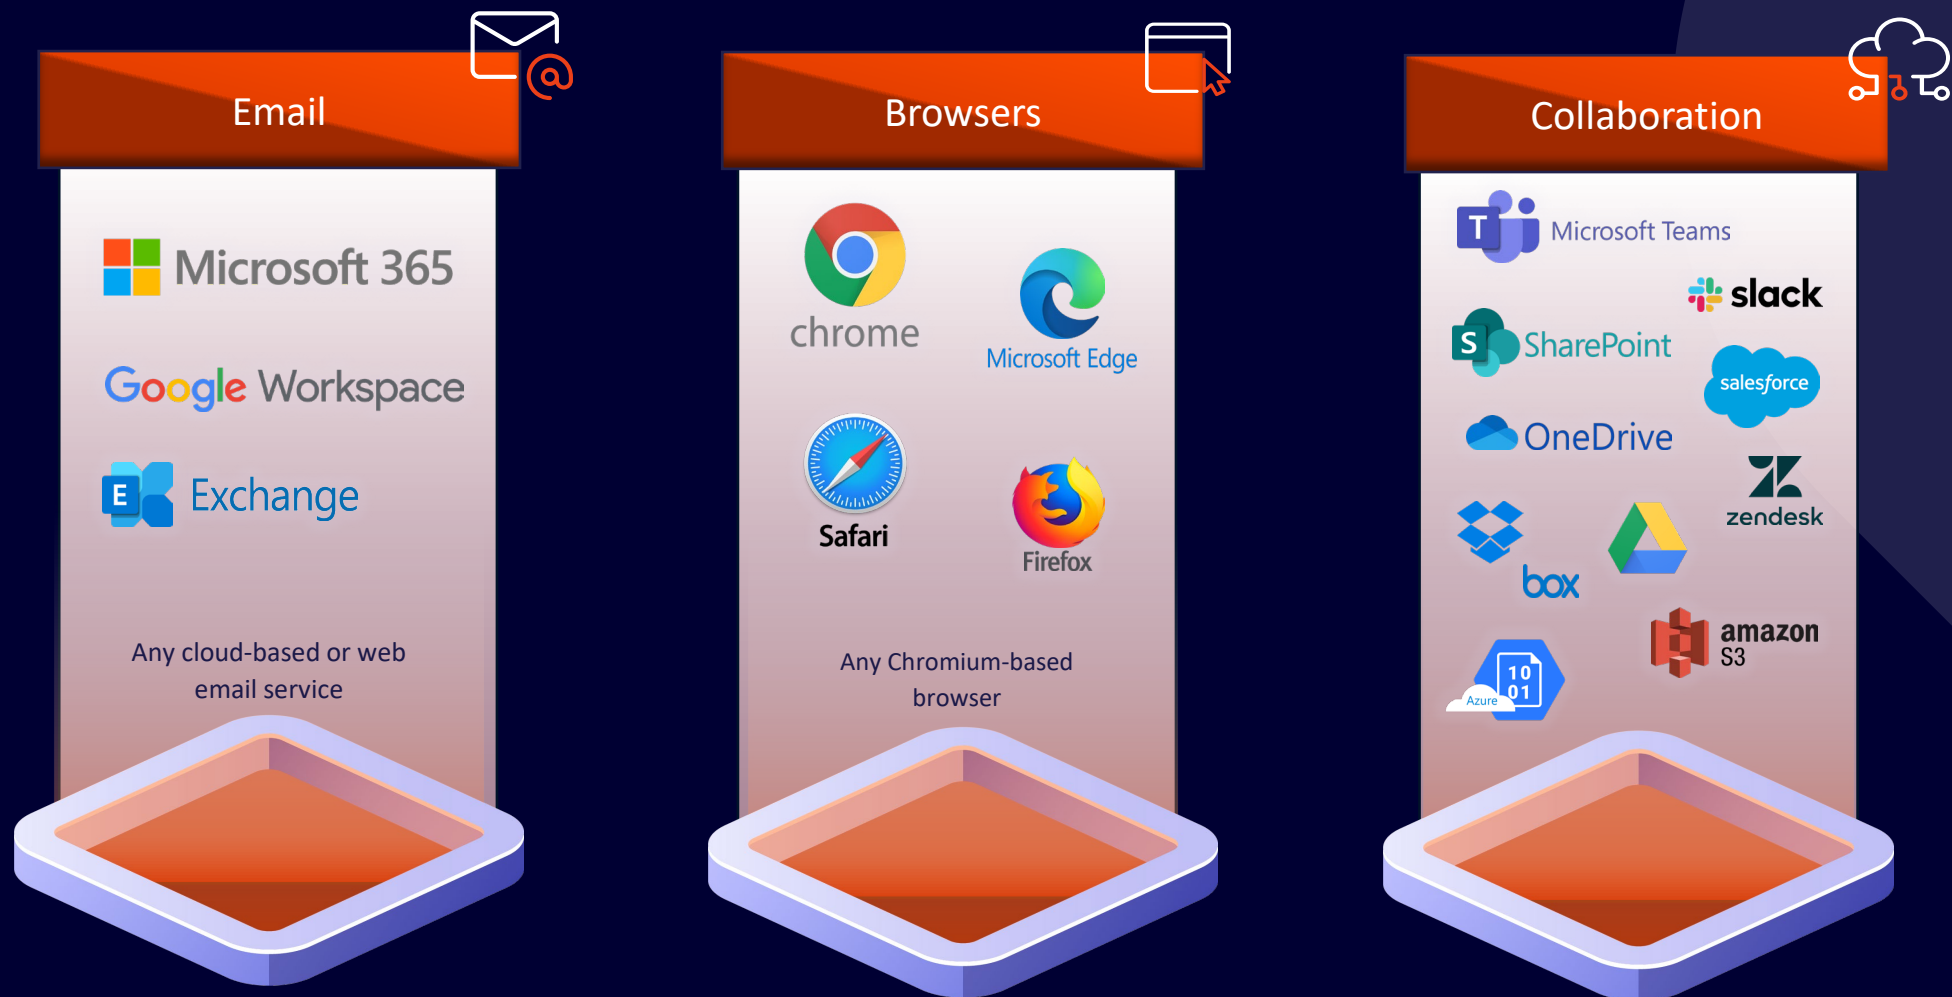 Email
Microsoft 365
Google Workspace
E Exchange
Any cloud-based or web
email service
Browsers
chrome
Microsoft Edge
Safari
Firefox
Any Chromium-based
browser
Collaboration
T Microsoft Teams
slack
S SharePoint
salesforce
OneDrive
zendesk
box
amazon
S3
10
01
Azure